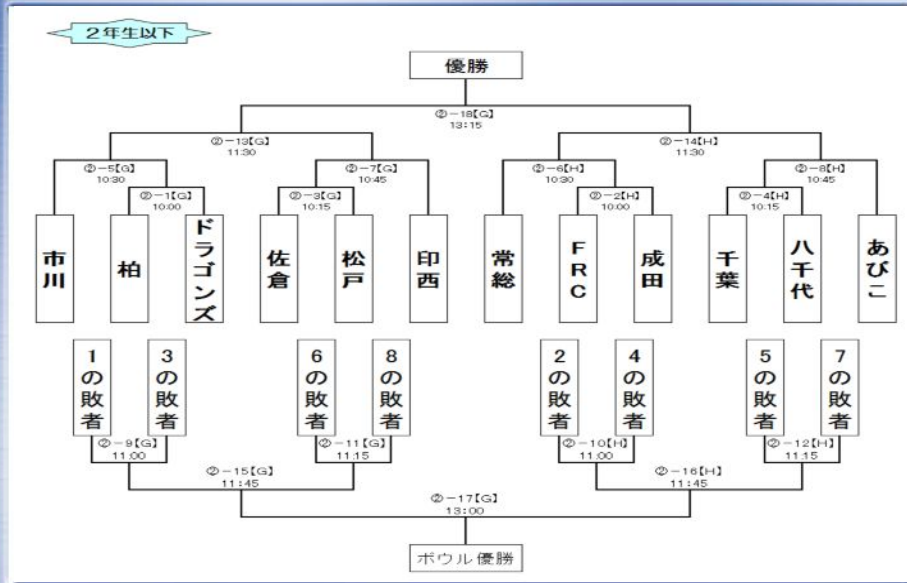 2年生以下
優勝
②-18【G】
13:15
②-13【G】
11:30
②-14【H】
11:30
②-5【G】
10:30
②-7【G】
10:45
②-6【H】
10:30
②-8【H】
10:45
②-1【G】
10:00
②-3【G】
10:15
②-2【H】
10:00
②-4【H】
10:15
市川
柏
ドラゴンズ
佐倉
松戸
印西
常総
FRC
成田
千葉
八千代
あびこ
1の敗者
3の敗者
6の敗者
8の敗者
2の敗者
4の敗者
5の敗者
7の敗者
②-9【G】
11:00
②-11【G】
11:15
②-10【H】
11:00
②-12【H】
11:15
②-15【G】
11:45
②-16【H】
11:45
②-17【G】
13:00
ボウル優勝